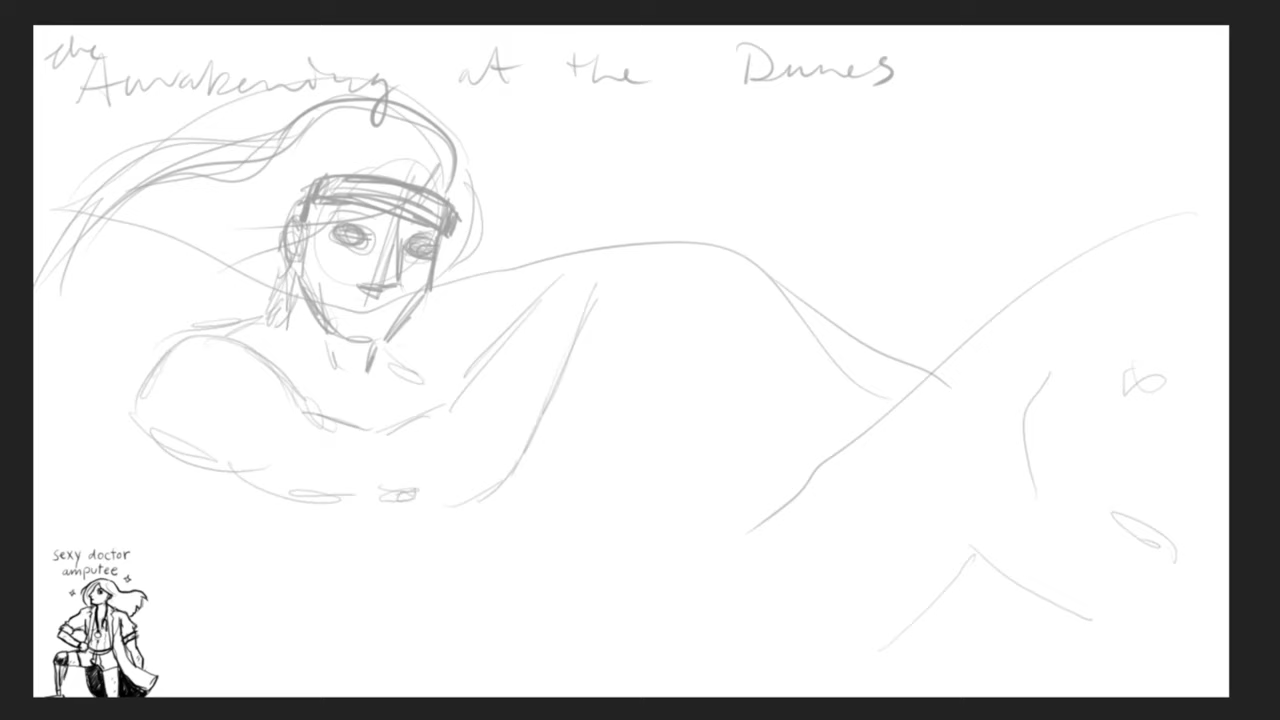 the
Awakening at the Dunes
sexy doctor
amputee